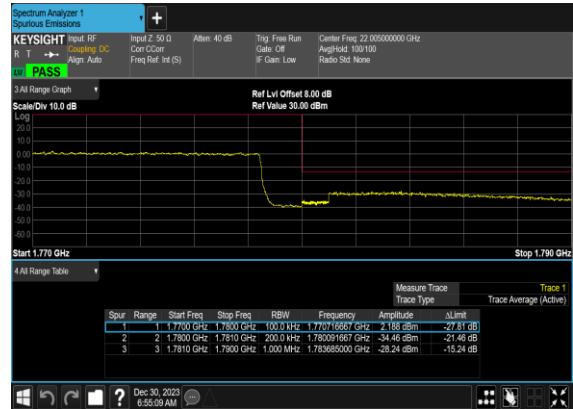 Spectrum Analyzer 1
Spurious Emissions
+
KEYSIGHT Input: RF Input Z: 50 Ω Atten: 40 dB Trig: Free Run Center Freq: 22.005000000 GHz
R T Coupling: DC Corr CCorr Gate: Off Avg|Hold: 100/100
Align: Auto Freq Ref: Int (S) IF Gain: Low Radio Std: None
LW PASS
3 All Range Graph
Ref Lvl Offset 8.00 dB
Scale/Div 10.0 dB Ref Value 30.00 dBm
Log
20.0
10.0
0.00
-10.0
-20.0
-30.0
-40.0
-50.0
-60.0
Start 1.770 GHz Stop 1.790 GHz
4 All Range Table
Measure Trace Trace 1
Trace Type Trace Average (Active)
Spur Range Start Freq Stop Freq RBW Frequency Amplitude ΔLimit
1 1 1.7700 GHz 1.7800 GHz 100.0 kHz 1.770716667 GHz 2.188 dBm -27.81 dB
2 2 1.7800 GHz 1.7810 GHz 200.0 kHz 1.780091667 GHz -34.46 dBm -21.46 dB
3 3 1.7810 GHz 1.7900 GHz 1.000 MHz 1.783685000 GHz -28.24 dBm -15.24 dB
? Dec 30, 2023
6:55:09 AM